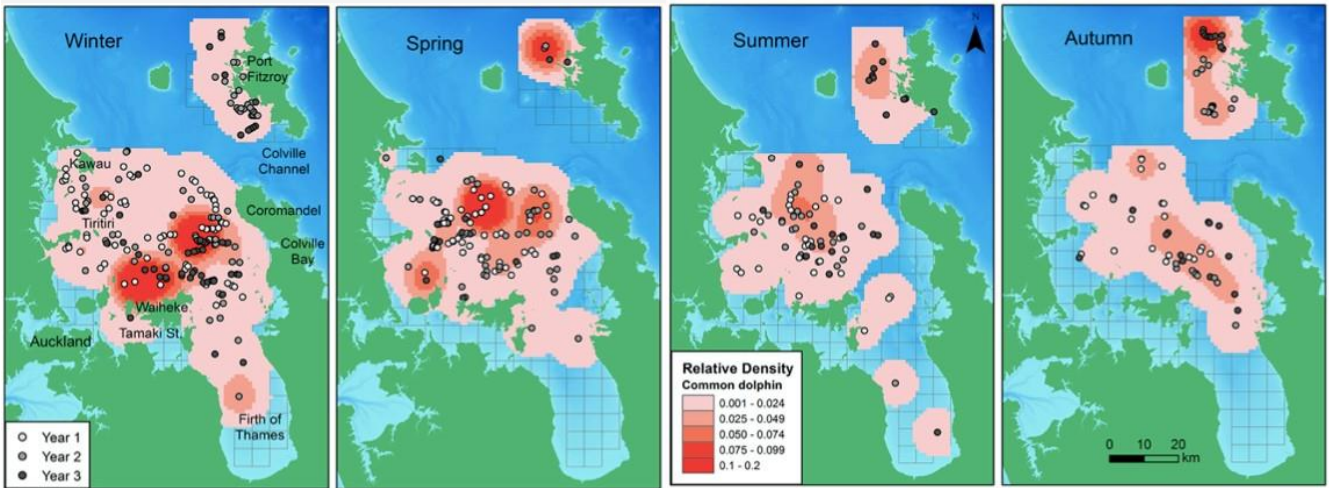 Winter
Port
Fitzroy
Kawau
Colville
Channel
Coromandel
Tiritiri
Colville
Bay
Waiheke
Tamaki St.
Auckland
Firth of
Thames
Year 1
Year 2
Year 3
Spring
Summer
N
Relative Density
Common dolphin
0.001 - 0.024
0.025 - 0.049
0.050 - 0.074
0.075 - 0.099
0.1 - 0.2
Autumn
0 10 20
km